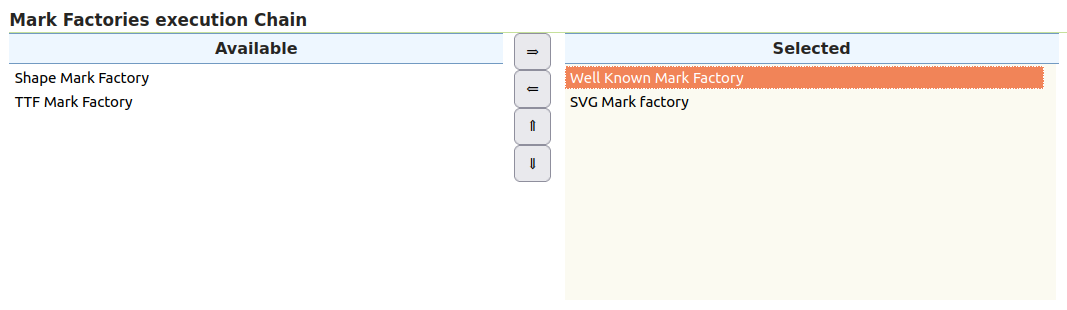 Mark Factories execution Chain
Available
Selected
Shape Mark Factory
TTF Mark Factory
⇒
⇐
⇑
⇓
Well Known Mark Factory
SVG Mark factory